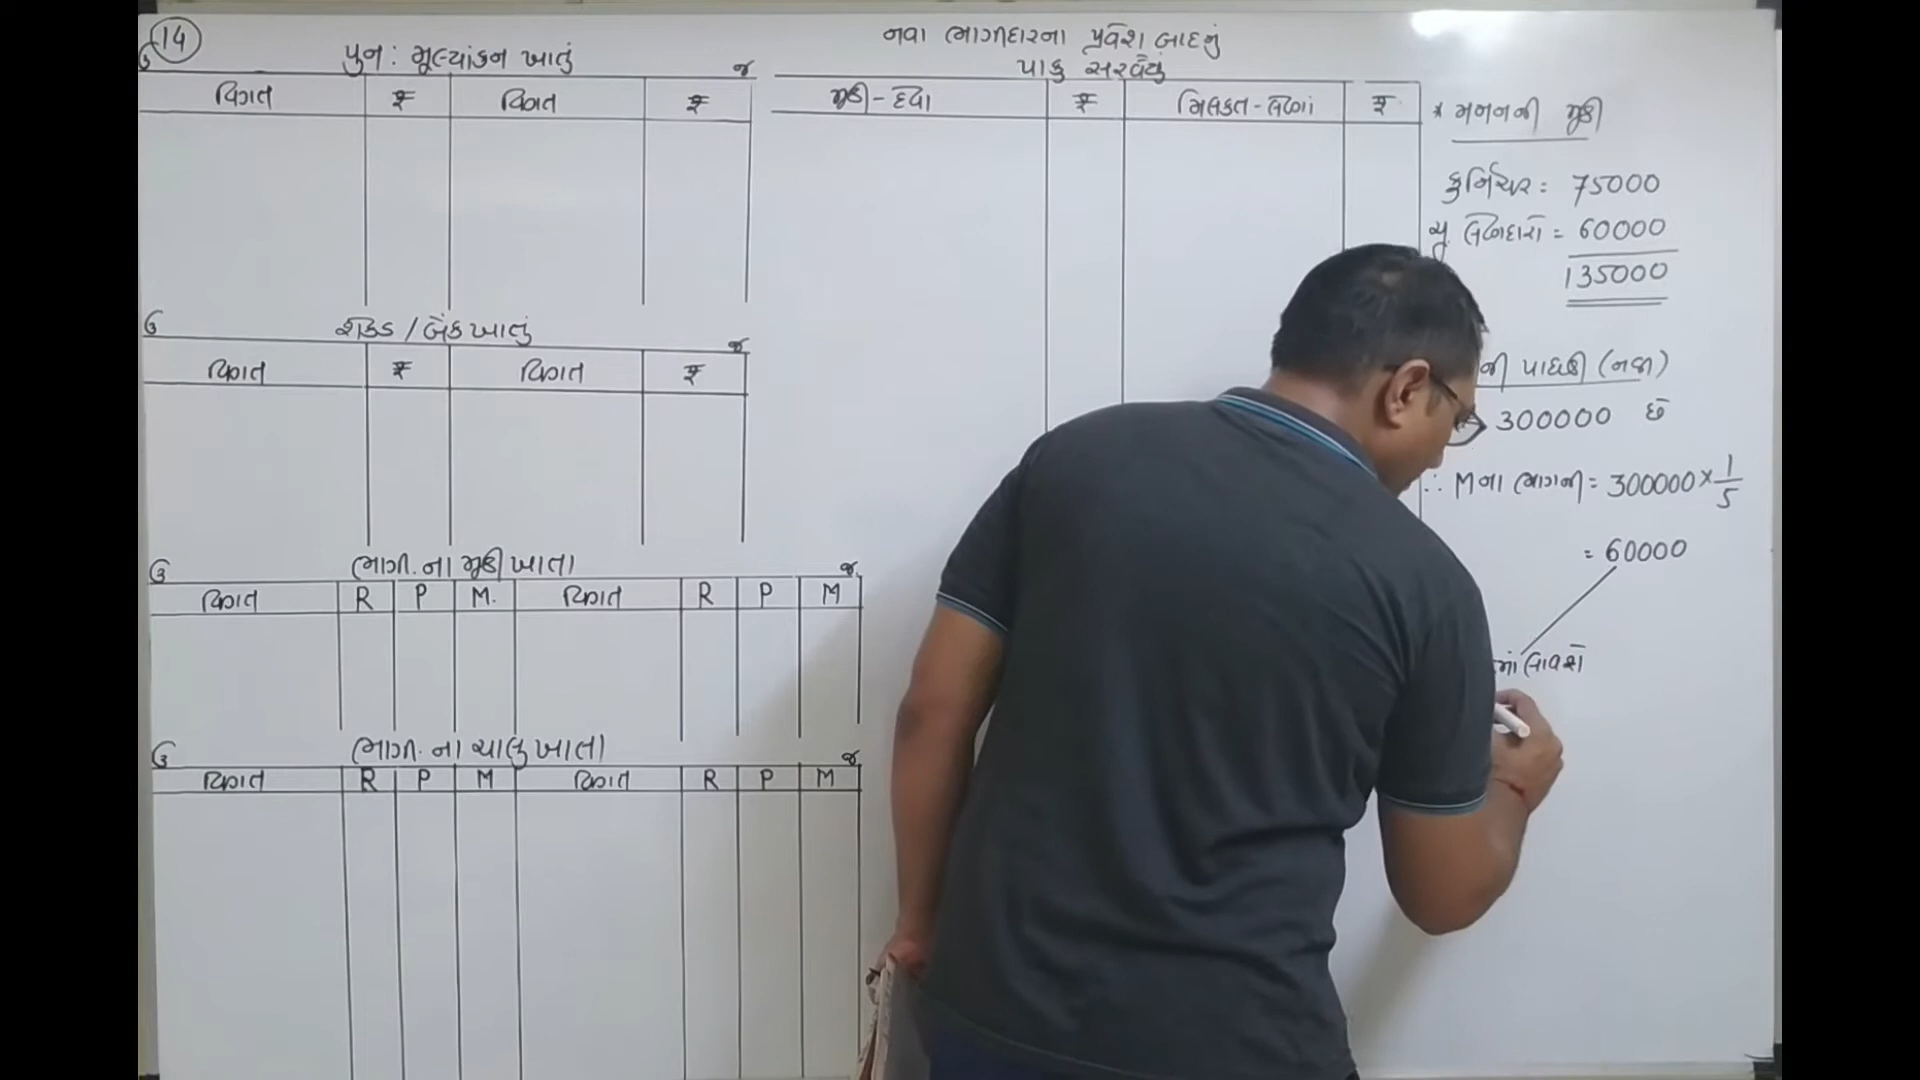 14
પુન: મૂલ્યાંકન ખાતું
ઉ જ
વિગત ₹ વિગત ₹
રોકડ / બેંક ખાતું
ઉ જ
વિગત ₹ વિગત ₹
ભાગી. ના મૂડી ખાતા
ઉ જ
વિગત R P M. વિગત R P M
ભાગી. ના ચાલુ ખાતા
ઉ જ
વિગત R P M વિગત R P M
નવા ભાગીદારના પ્રવેશ બાદનું
પાકુ સરવૈયું
મૂડી - દેવા ₹ મિલકત - લેણાં ₹
* મનનની મૂડી
ફર્નિચર = 75000
ચૂ. લેણદારો = 60000
135000
ની પાઘડી (નફા)
300000 છે
∴ M ના ભાગની = 300000 × 1/5
= 60000
માં લાવશે